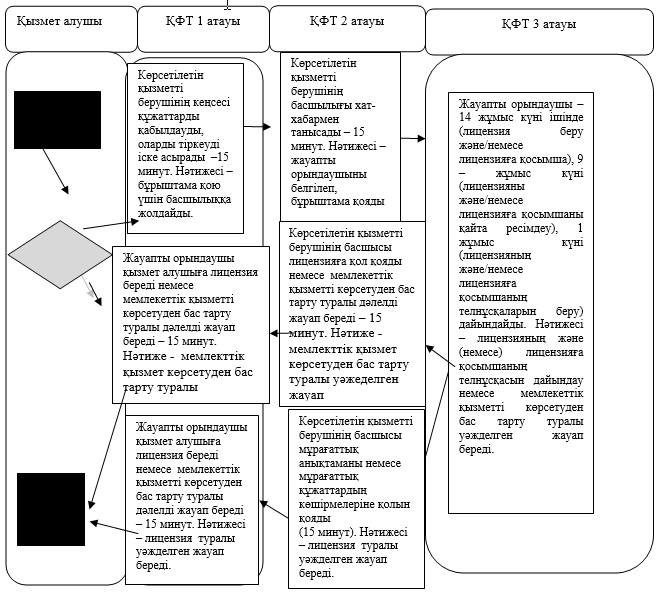 Қызмет алушы
ҚФТ 1 атауы
ҚФТ 2 атауы
ҚФТ 3 атауы
Көрсетілетін
қызметті
берушінің кеңсесі
құжаттарды
қабылдауды,
оларды тіркеуді
іске асырады –15
минут. Нәтижесі –
бұрыштама қою
үшін басшылыққа
жолдайды.
Көрсетілетін
қызметті
берушінің
басшылығы хат-
хабармен
танысады – 15
минут. Нәтижесі –
жауапты
орындаушыны
белгілеп,
бұрыштама қояды
Жауапты орындаушы –
14 жұмыс күні ішінде
(лицензия беру
және/немесе
лицензияға қосымша), 9
– жұмыс күні
(лицензияны
және/немесе
лицензияға қосымшаны
қайта ресімдеу), 1
жұмыс күні
(лицензияның
және/немесе
лицензияға
қосымшаның
телнұсқаларын беру)
дайындайды. Нәтижесі
– лицензияның және
(немесе) лицензияға
қосымшаның
телнұсқасын дайындау
немесе мемлекеттік
қызметті көрсетуден
бас тарту туралы
уәжделген жауап
береді.
Жауапты орындаушы
қызмет алушыға лицензия
береді немесе
мемлекеттік қызметті
көрсетуден бас тарту
туралы дәлелді жауап
береді – 15 минут.
Нәтиже - мемлекттік
қызмет көрсетуден бас
тарту туралы
Көрсетілетін қызметті
берушінің басшысы
лицензияға қол қояды
немесе мемлекеттік
қызметті көрсетуден бас
тарту туралы дәлелді
жауап береді – 15
минут. Нәтиже -
мемлекттік қызмет
көрсетуден бас тарту
туралы уәжеделген
жауап
Жауапты орындаушы
қызмет алушыға
лицензия береді
немесе мемлекеттік
қызметті көрсетуден
бас тарту туралы
дәлелді жауап береді
– 15 минут. Нәтижесі
– лицензия туралы
уәжделген жауап
береді.
Көрсетілетін қызметті
берушінің басшысы
мұрағаттық
анықтаманы немесе
мұрағаттық
құжаттардың
көшірмелеріне қолын
қояды
(15 минут). Нәтижесі
– лицензия туралы
уәжделген жауап
береді.